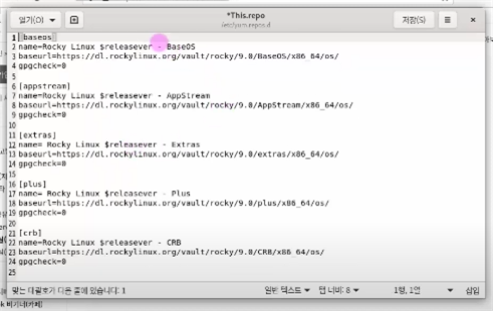 열기(O)
*This.repo
/etc/yum.repos.d
저장(S)
1 [baseos]
2 name=Rocky Linux $releasever - BaseOS
3 baseurl=https://dl.rockylinux.org/vault/rocky/9.0/BaseOS/x86_64/os/
4 gpgcheck=0
5
6 [appstream]
7 name=Rocky Linux $releasever - AppStream
8 baseurl=https://dl.rockylinux.org/vault/rocky/9.0/AppStream/x86_64/os/
9 gpgcheck=0
10
11 [extras]
12 name= Rocky Linux $releasever - Extras
13 baseurl=https://dl.rockylinux.org/vault/rocky/9.0/extras/x86_64/os/
14 gpgcheck=0
15
16 [plus]
17 name= Rocky Linux $releasever - Plus
18 baseurl=https://dl.rockylinux.org/vault/rocky/9.0/plus/x86_64/os/
19 gpgcheck=0
20
21 [crb]
22 name=Rocky Linux $releasever - CRB
23 baseurl=https://dl.rockylinux.org/vault/rocky/9.0/CRB/x86_64/os/
24 gpgcheck=0
25
맞는 대괄호가 다음 줄에 있습니다: 1
일반 텍스트
탭 너비: 8
1행, 1열
삽입